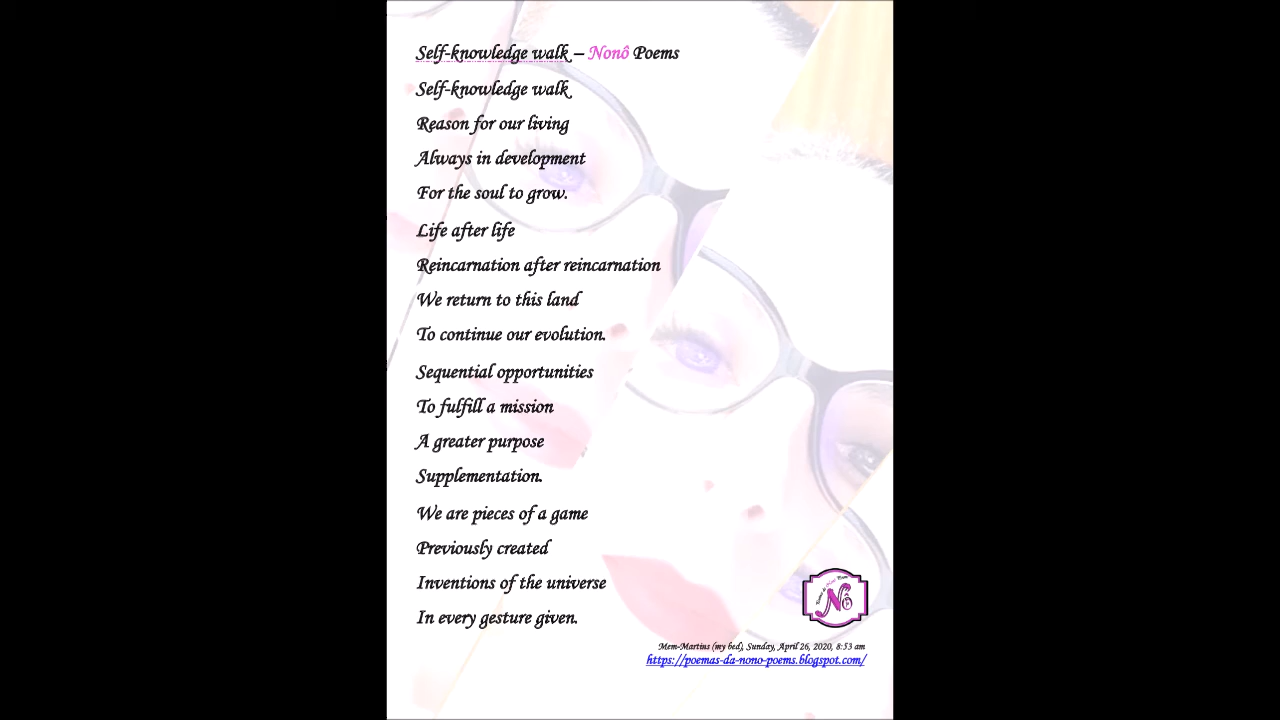 Self-knowledge walk – Nonô Poems
Self-knowledge walk
Reason for our living
Always in development
For the soul to grow.
Life after life
Reincarnation after reincarnation
We return to this land
To continue our evolution.
Sequential opportunities
To fulfill a mission
A greater purpose
Supplementation.
We are pieces of a game
Previously created
Inventions of the universe
In every gesture given.
Nô
Mem-Martins (my bed), Sunday, April 26, 2020, 8:53 am
https://poemas-da-nono-poems.blogspot.com/